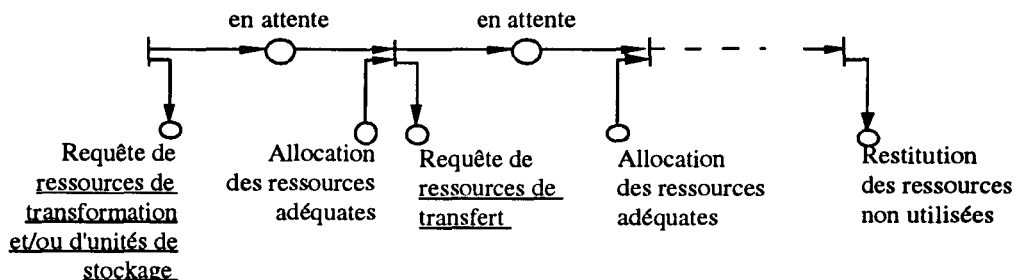 en attente
en attente
Requête de
ressources de
transformation
et/ou d'unités de
stockage
Allocation
des ressources
adéquates
Requête de
ressources de
transfert
Allocation
des ressources
adéquates
Restitution
des ressources
non utilisées